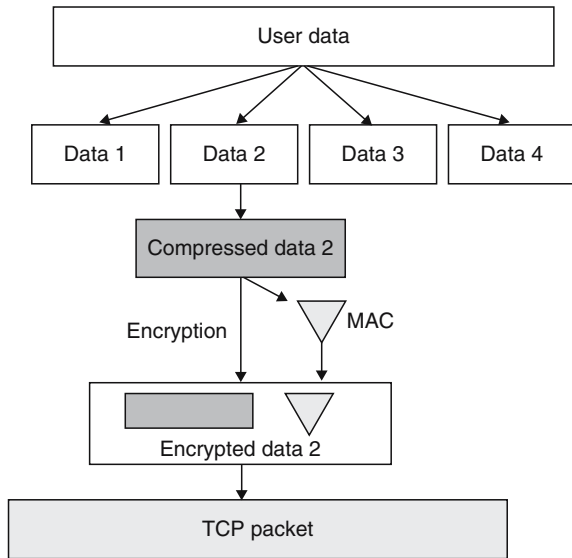 User data
Data 1
Data 2
Data 3
Data 4
Compressed data 2
Encryption
MAC
Encrypted data 2
TCP packet